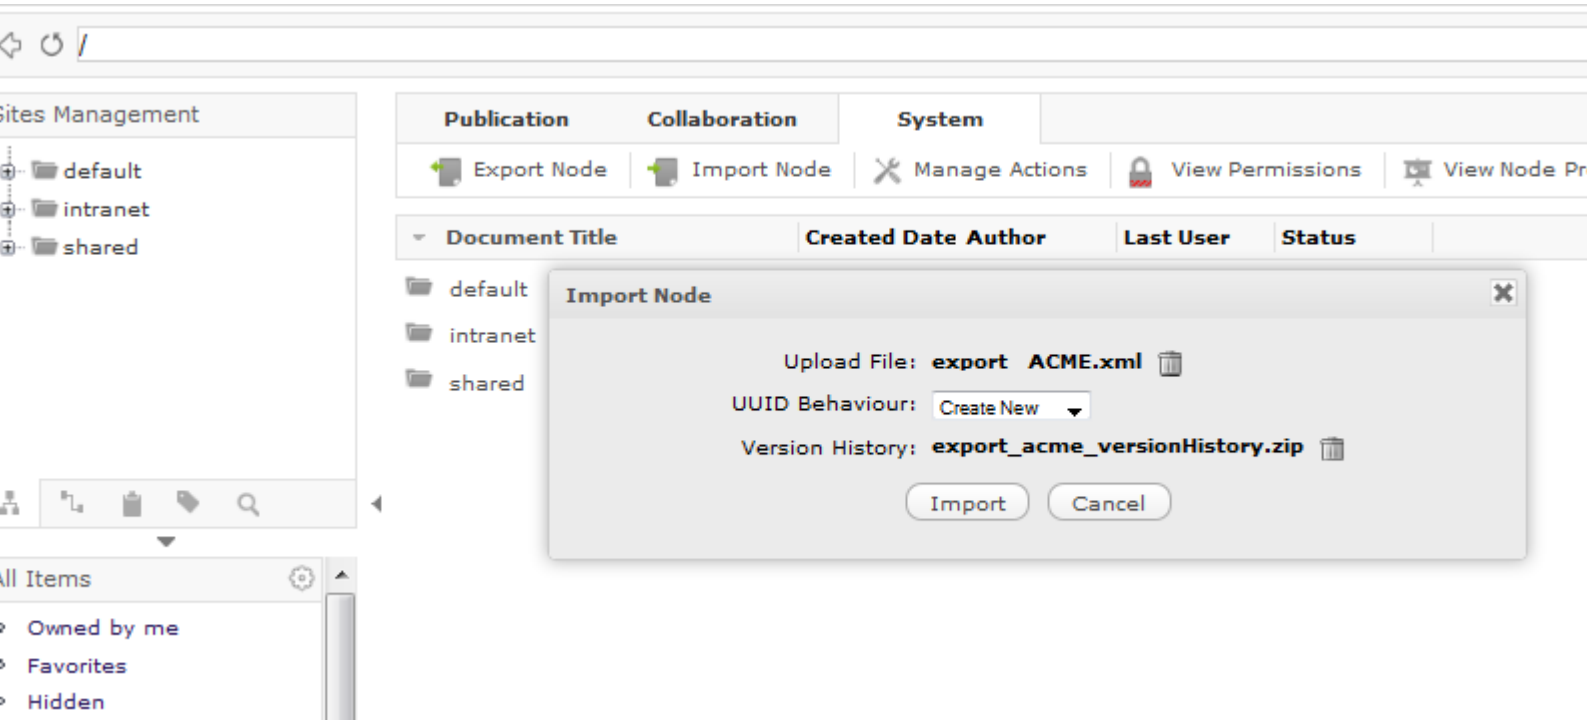 /
Sites Management
default
intranet
shared
Publication Collaboration System
Export Node Import Node Manage Actions View Permissions View Node Pr
Document Title Created Date Author Last User Status
default
intranet
shared
Import Node
Upload File: export ACME.xml
UUID Behaviour: Create New
Version History: export_acme_versionHistory.zip
Import Cancel
All Items
Owned by me
Favorites
Hidden